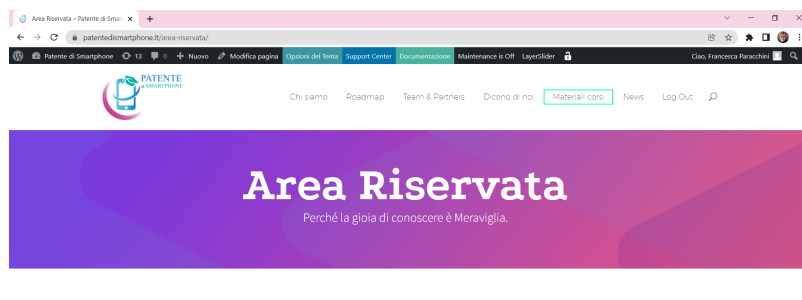 Area Riservata – Patente di Smar
patentedismartphone.it/area-riservata/
Patente di Smartphone 13 0 Nuovo Modifica pagina Opzioni del Tema Support Center Documentazione Maintenance is Off LayerSlider Ciao, Francesca Paracchini
PATENTE
di SMARTPHONE
Chi siamo Roadmap Team & Partners Dicono di noi Materiali corsi News Log Out
Area Riservata
Perché la gioia di conoscere è Meraviglia.